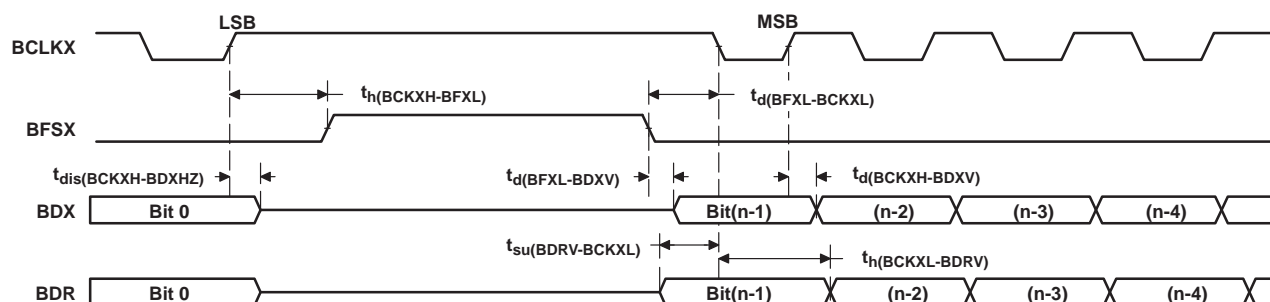 LSB MSB
BCLKX
th(BCKXH-BFXL) td(BFXL-BCKXL)
BFSX
tdis(BCKXH-BDXHZ) td(BFXL-BDXV) td(BCKXH-BDXV)
BDX Bit 0 Bit(n-1) (n-2) (n-3) (n-4)
tsu(BDRV-BCKXL) th(BCKXL-BDRV)
BDR Bit 0 Bit(n-1) (n-2) (n-3) (n-4)